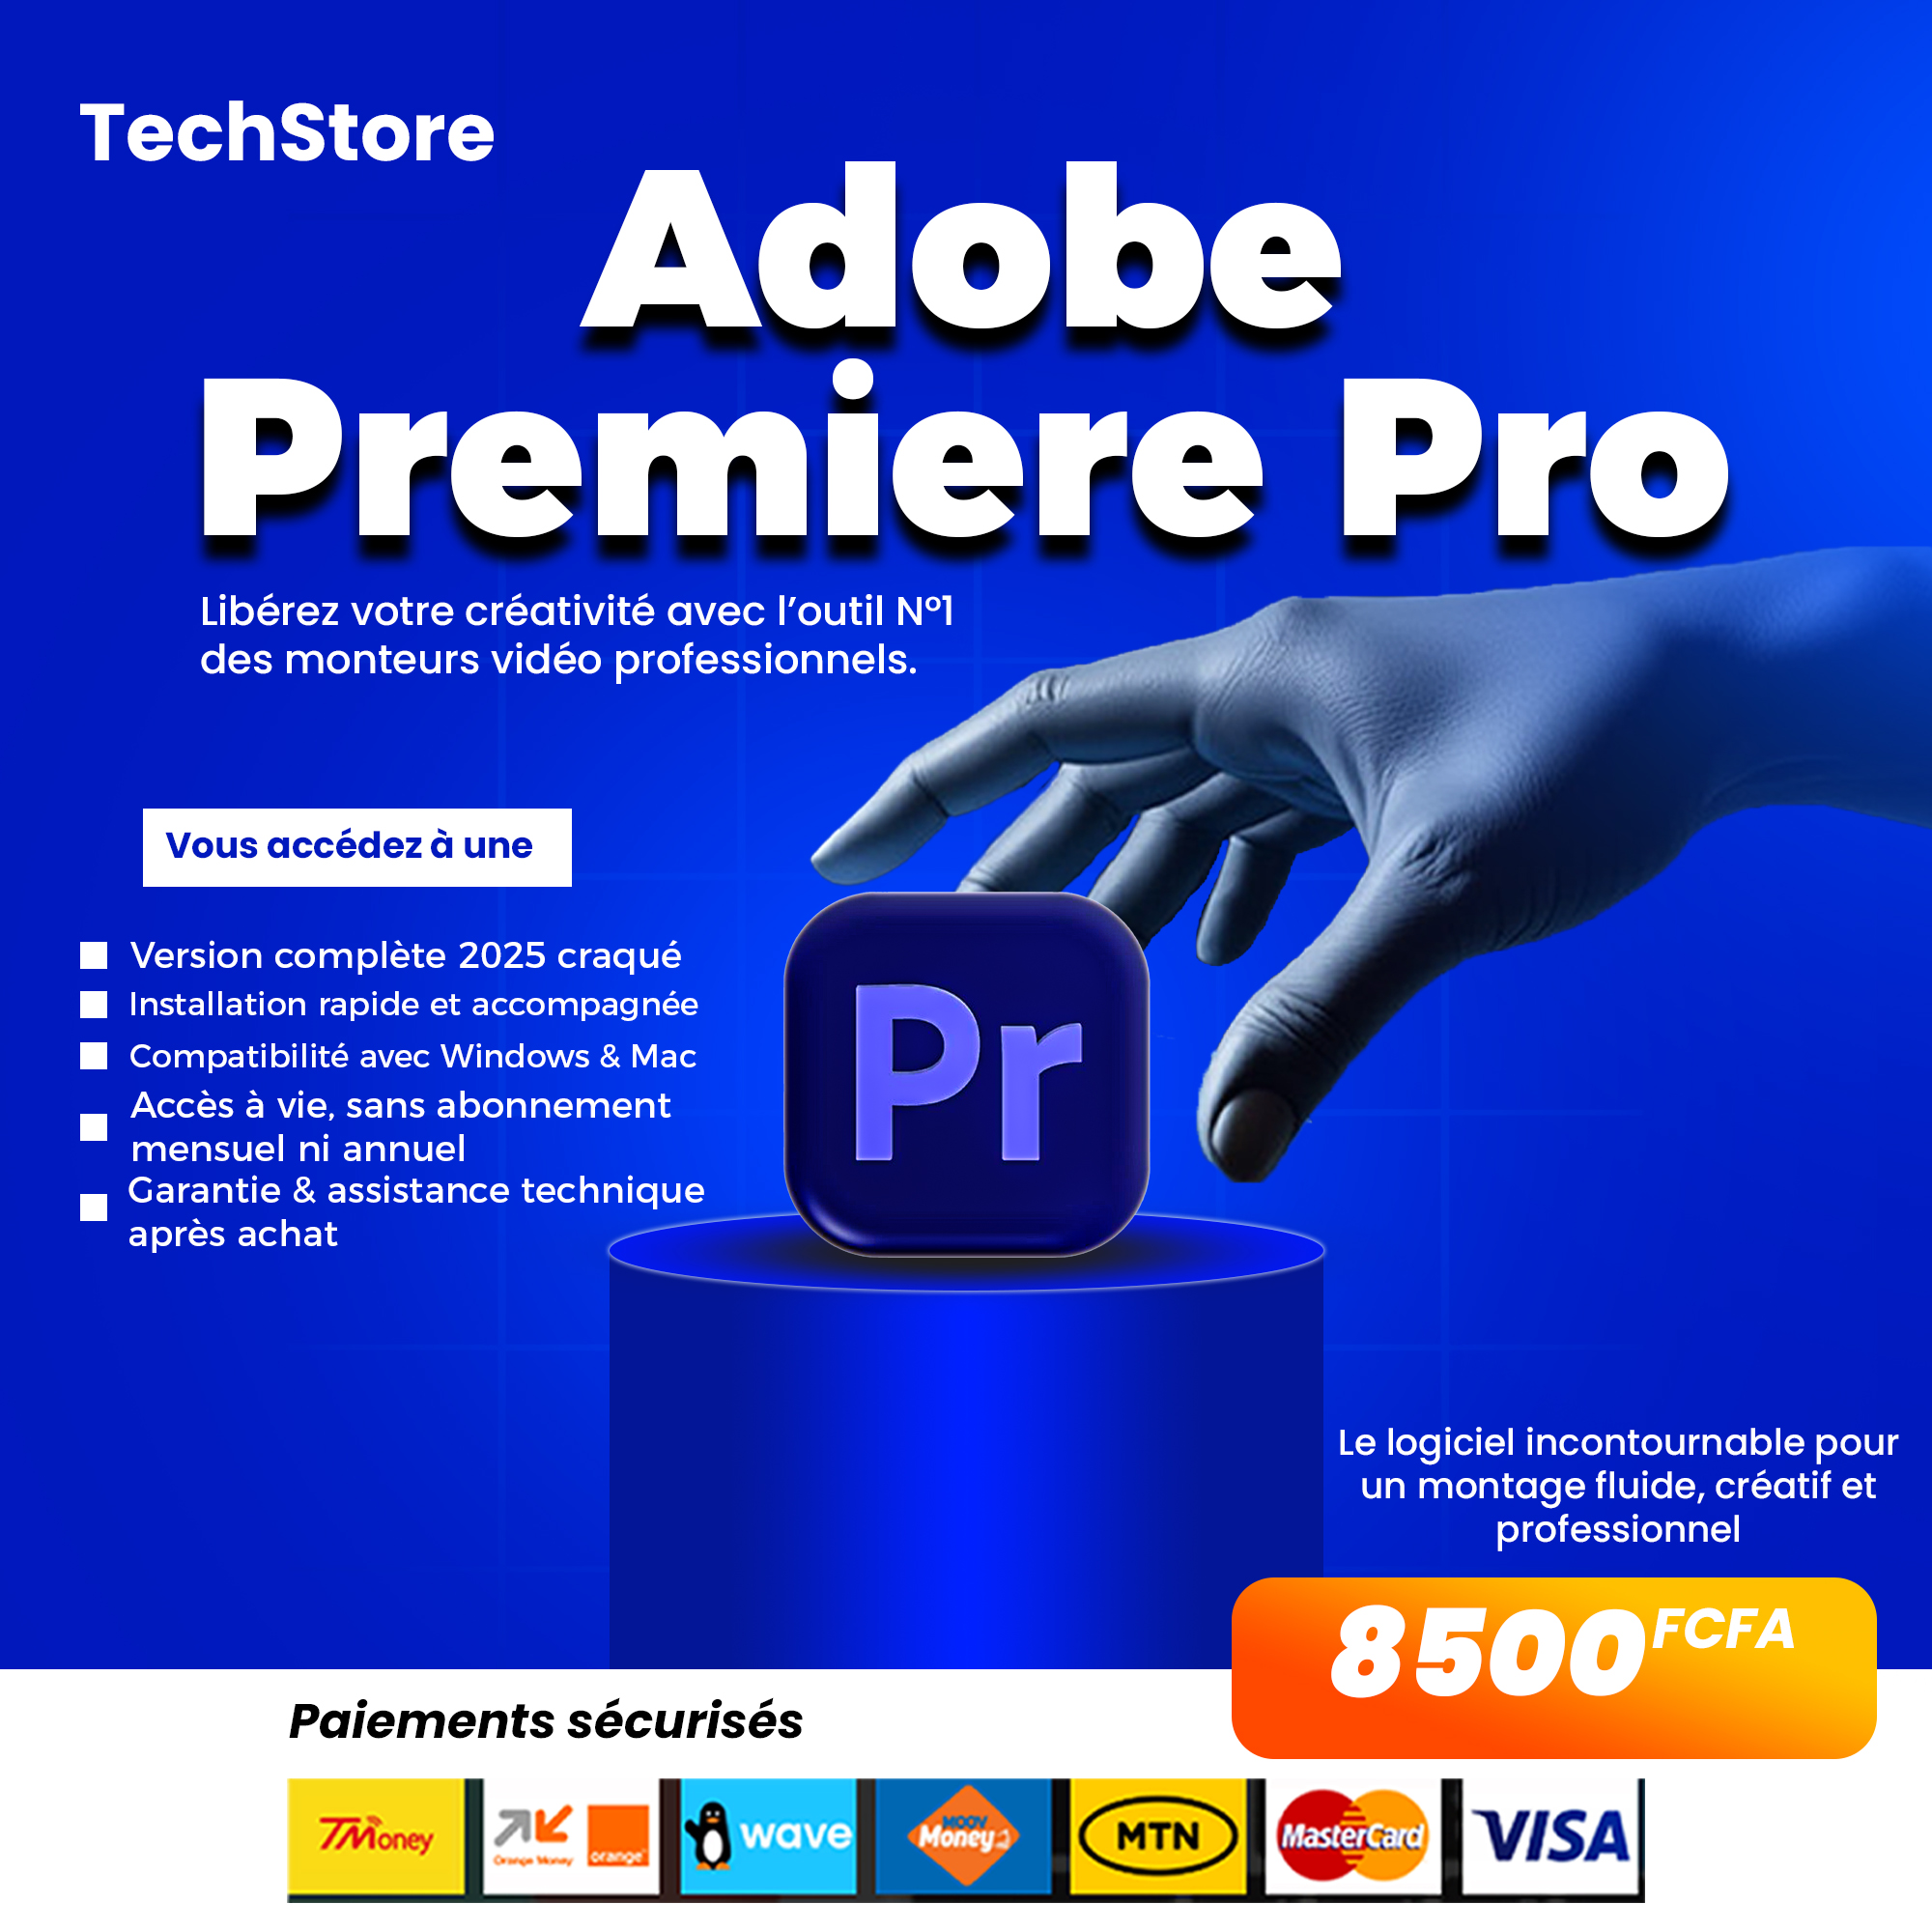 TechStore
Adobe
Premiere Pro
Libérez votre créativité avec l’outil N°1
des monteurs vidéo professionnels.
Vous accédez à une
Version complète 2025 craqué
Installation rapide et accompagnée
Compatibilité avec Windows & Mac
Accès à vie, sans abonnement
mensuel ni annuel
Garantie & assistance technique
après achat
Pr
Le logiciel incontournable pour
un montage fluide, créatif et
professionnel
8500 FCFA
Paiements sécurisés
TMoney
Orange Money
orange
wave
MOOV
Money
MTN
MasterCard
VISA